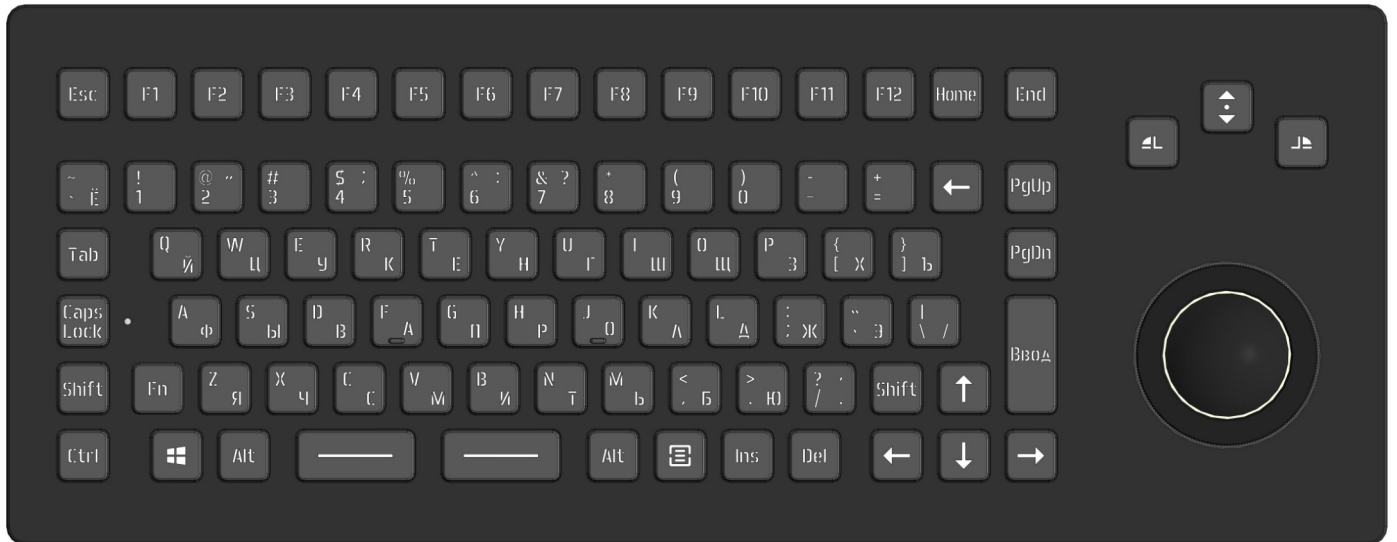 Esc F1 F2 F3 F4 F5 F6 F7 F8 F9 F10 F11 F12 Home End
~ ! @ " # $ ; % ^ : & ? * ( ) - +
` Ё 1 2 3 4 5 6 7 8 9 0 – = ← PgUp
Tab Q Й W Ц E У R К T Е Y Н U Г I Ш O Щ P З { [ Х } ] Ъ PgDn
Caps Lock A Ф S Ы D В F А G П H Р J О K Л L Д : ; Ж " ` Э | \ /
Ввод
Shift Fn Z Я X Ч C С V М B И N Т M Ь < , Б > . Ю ? / , . Shift ↑
Ctrl Alt Alt Ins Del ← ↓ →
L